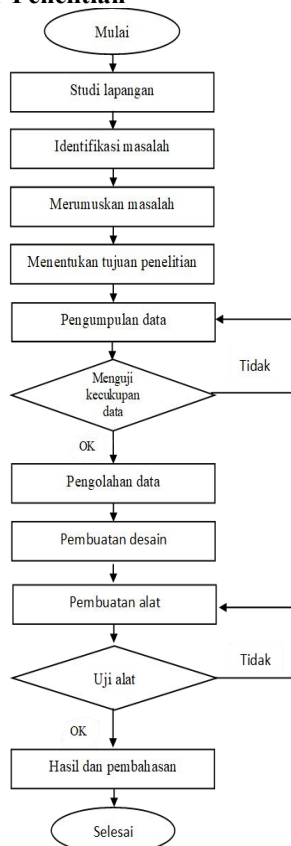 Mulai
Studi lapangan
Identifikasi masalah
Merumuskan masalah
Menentukan tujuan penelitian
Pengumpulan data
Menguji
kecukupan
data
Tidak
OK
Pengolahan data
Pembuatan desain
Pembuatan alat
Uji alat
Tidak
OK
Hasil dan pembahasan
Selesai